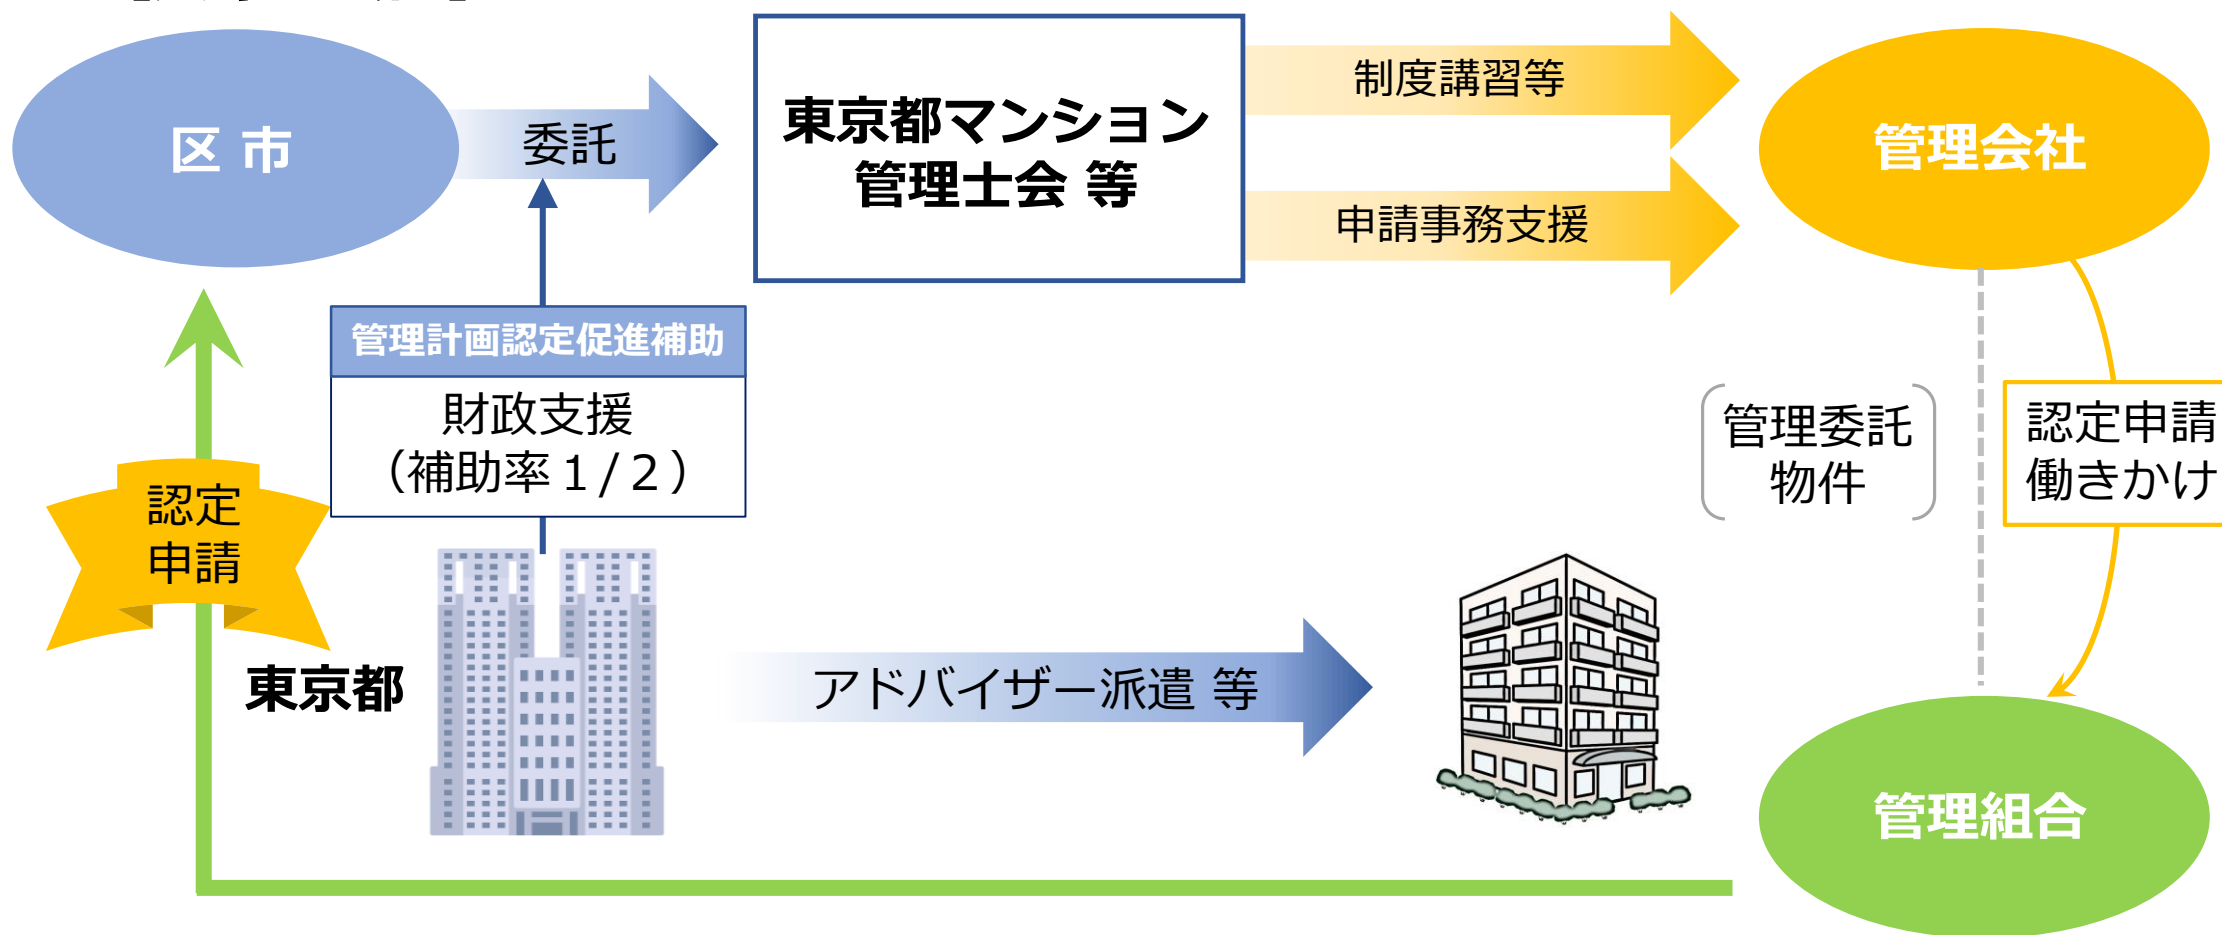 区 市
委託
東京都マンション
管理士会 等
制度講習等
申請事務支援
管理会社
管理計画認定促進補助
財政支援
（補助率１/２）
管理委託
物件
認定申請
働きかけ
認定
申請
東京都
アドバイザー派遣 等
管理組合